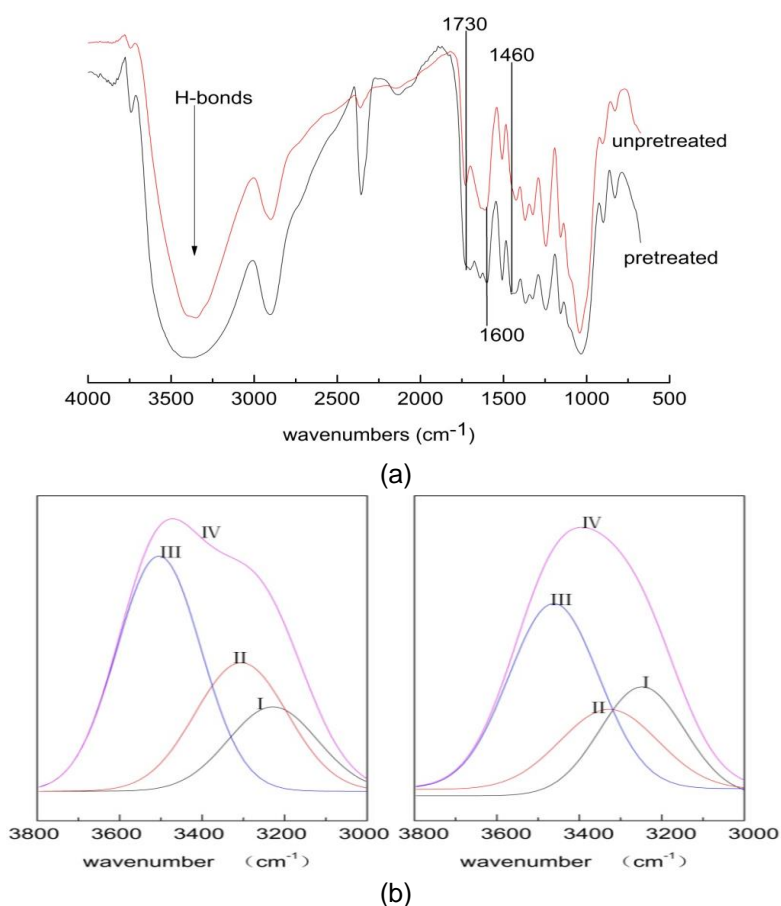 1730
1460
H-bonds
unpretreated
pretreated
1600
4000 3500 3000 2500 2000 1500 1000 500
wavenumbers (cm-1)
(a)
IV
III
II
I
3800 3600 3400 3200 3000
wavenumber (cm-1)
IV
III
II
I
3800 3600 3400 3200 3000
wavenumber (cm-1)
(b)